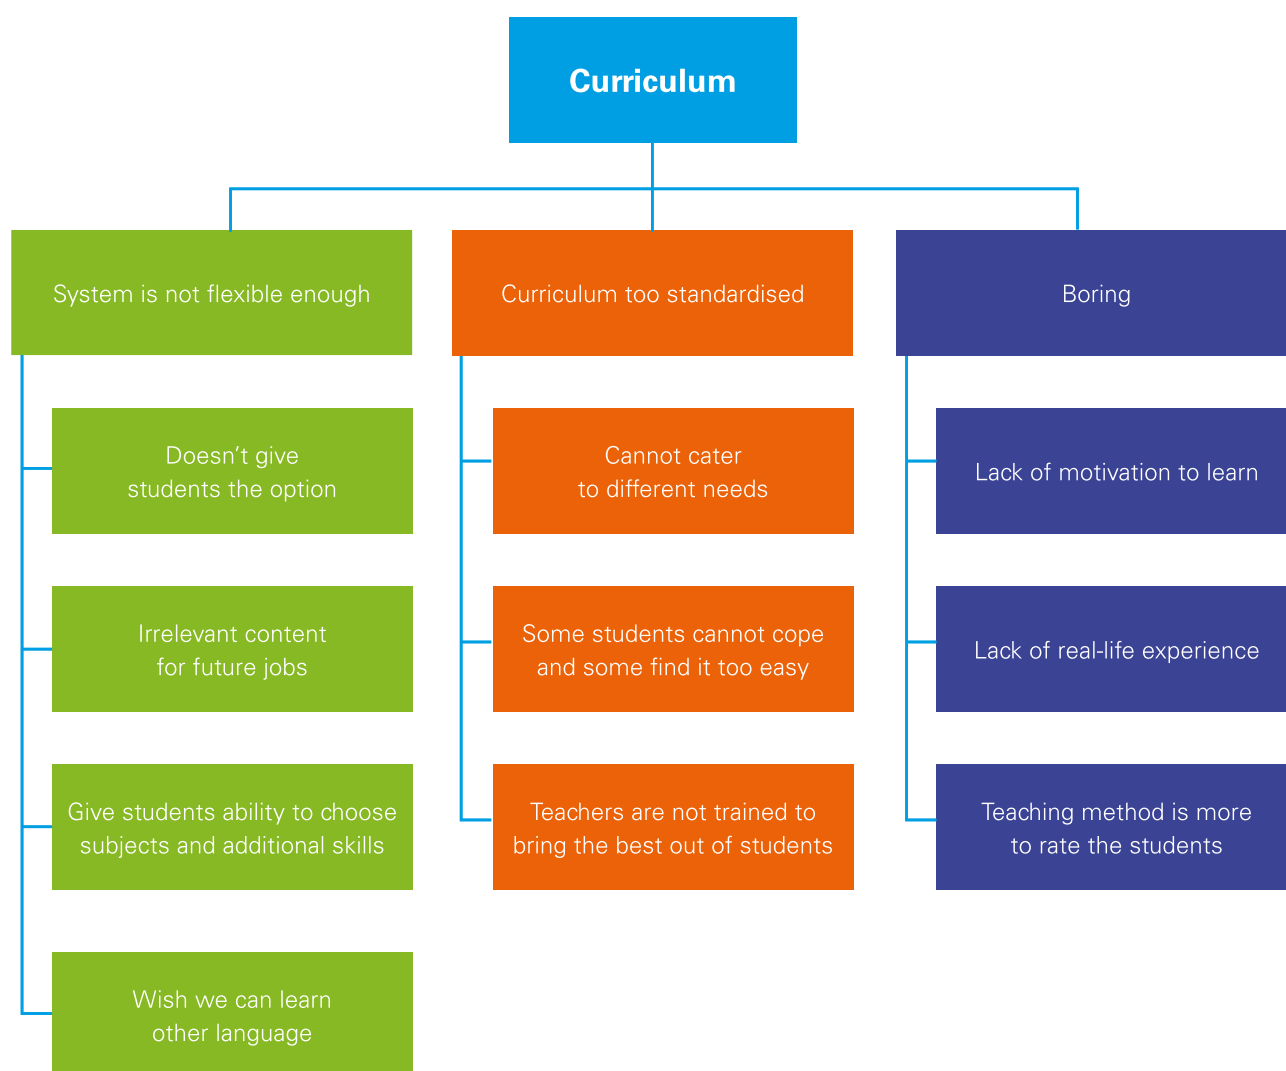 Curriculum
System is not flexible enough
Doesn't give
students the option
Irrelevant content
for future jobs
Give students ability to choose
subjects and additional skills
Wish we can learn
other language
Curriculum too standardised
Cannot cater
to different needs
Some students cannot cope
and some find it too easy
Teachers are not trained to
bring the best out of students
Boring
Lack of motivation to learn
Lack of real-life experience
Teaching method is more
to rate the students